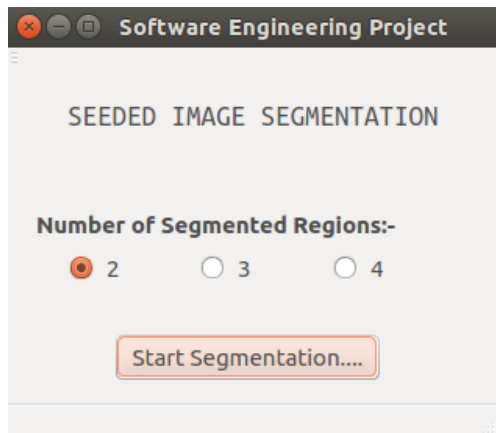 Software Engineering Project
SEEDED IMAGE SEGMENTATION
Number of Segmented Regions:-
2 3 4
Start Segmentation....